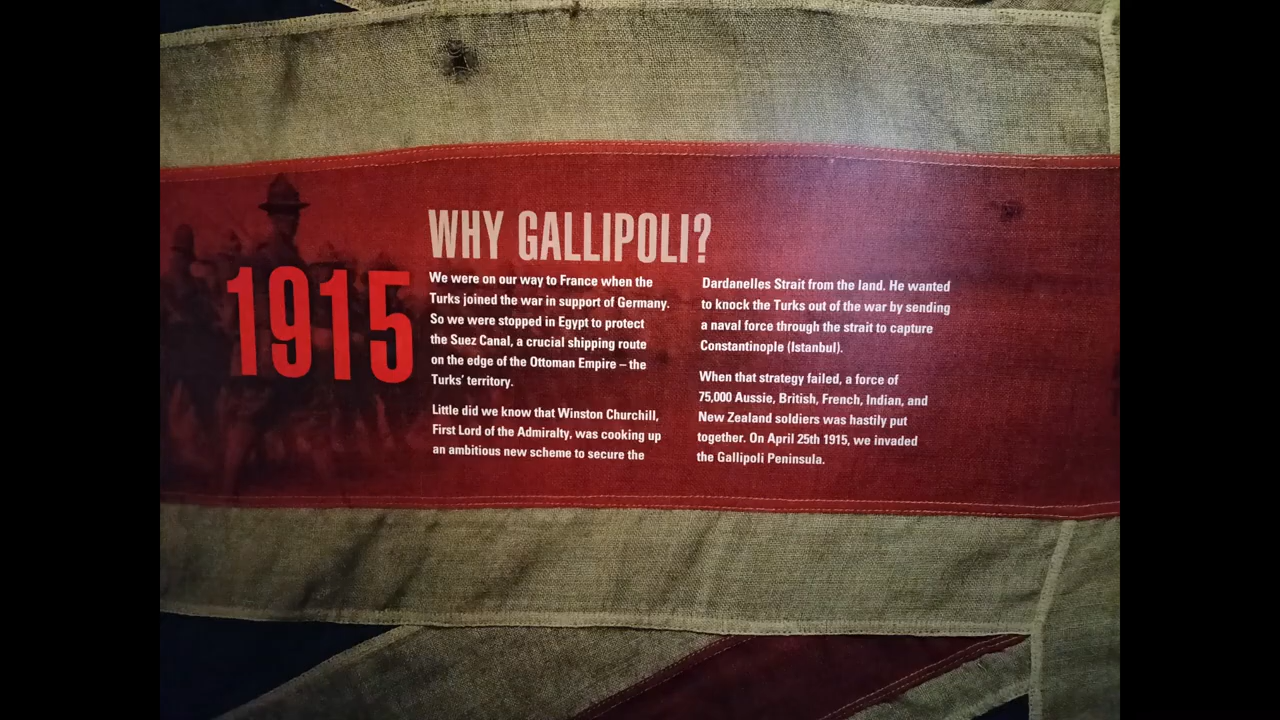 1915
WHY GALLIPOLI?
We were on our way to France when the
Turks joined the war in support of Germany.
So we were stopped in Egypt to protect
the Suez Canal, a crucial shipping route
on the edge of the Ottoman Empire – the
Turks' territory.
Little did we know that Winston Churchill,
First Lord of the Admiralty, was cooking up
an ambitious new scheme to secure the
Dardanelles Strait from the land. He wanted
to knock the Turks out of the war by sending
a naval force through the strait to capture
Constantinople (Istanbul).
When that strategy failed, a force of
75,000 Aussie, British, French, Indian, and
New Zealand soldiers was hastily put
together. On April 25th 1915, we invaded
the Gallipoli Peninsula.